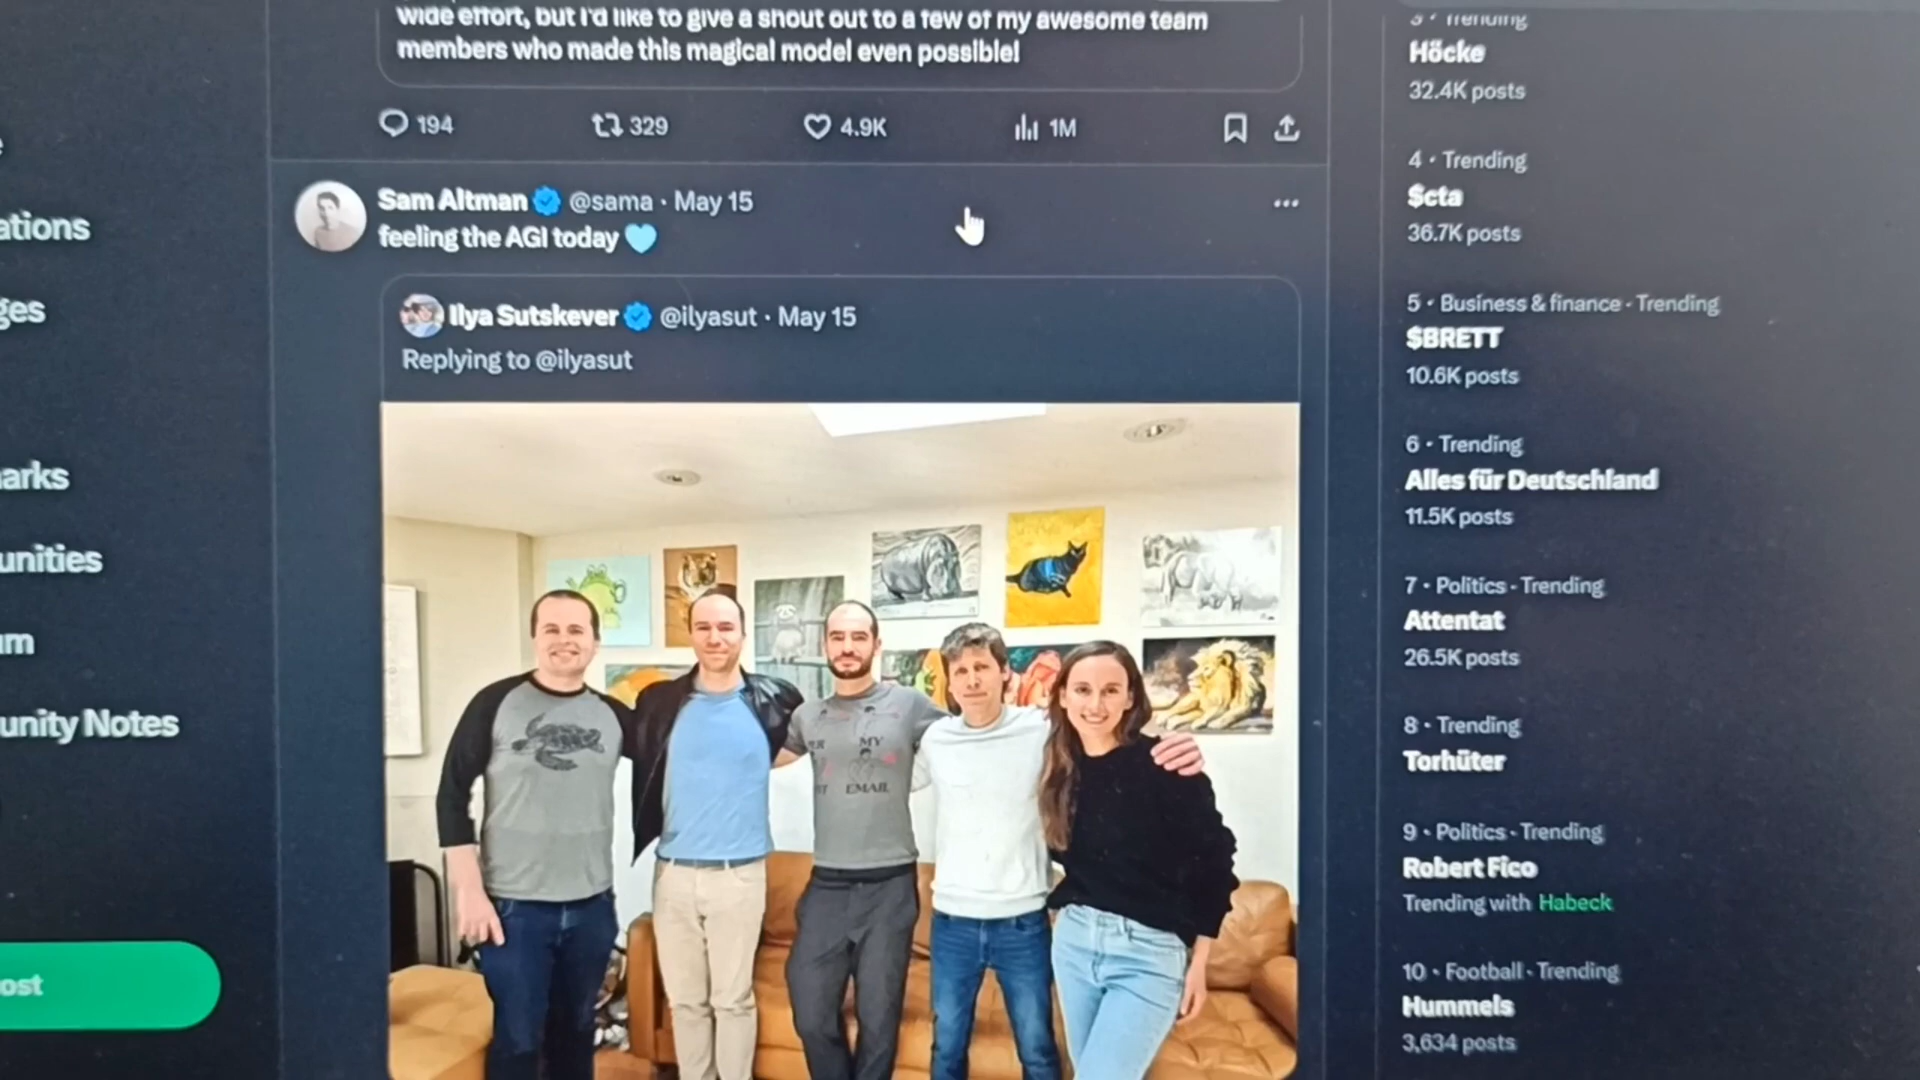 wide effort, but I'd like to give a shout out to a few of my awesome team
members who made this magical model even possible!
194 329 4.9K 1M
Sam Altman @sama · May 15
feeling the AGI today 🩵
Ilya Sutskever @ilyasut · May 15
Replying to @ilyasut
MY
EMAIL
ations
ges
arks
unities
um
unity Notes
ost
3 · Trending
Höcke
32.4K posts
4 · Trending
$cta
36.7K posts
5 · Business & finance · Trending
$BRETT
10.6K posts
6 · Trending
Alles für Deutschland
11.5K posts
7 · Politics · Trending
Attentat
26.5K posts
8 · Trending
Torhüter
9 · Politics · Trending
Robert Fico
Trending with Habeck
10 · Football · Trending
Hummels
3,634 posts